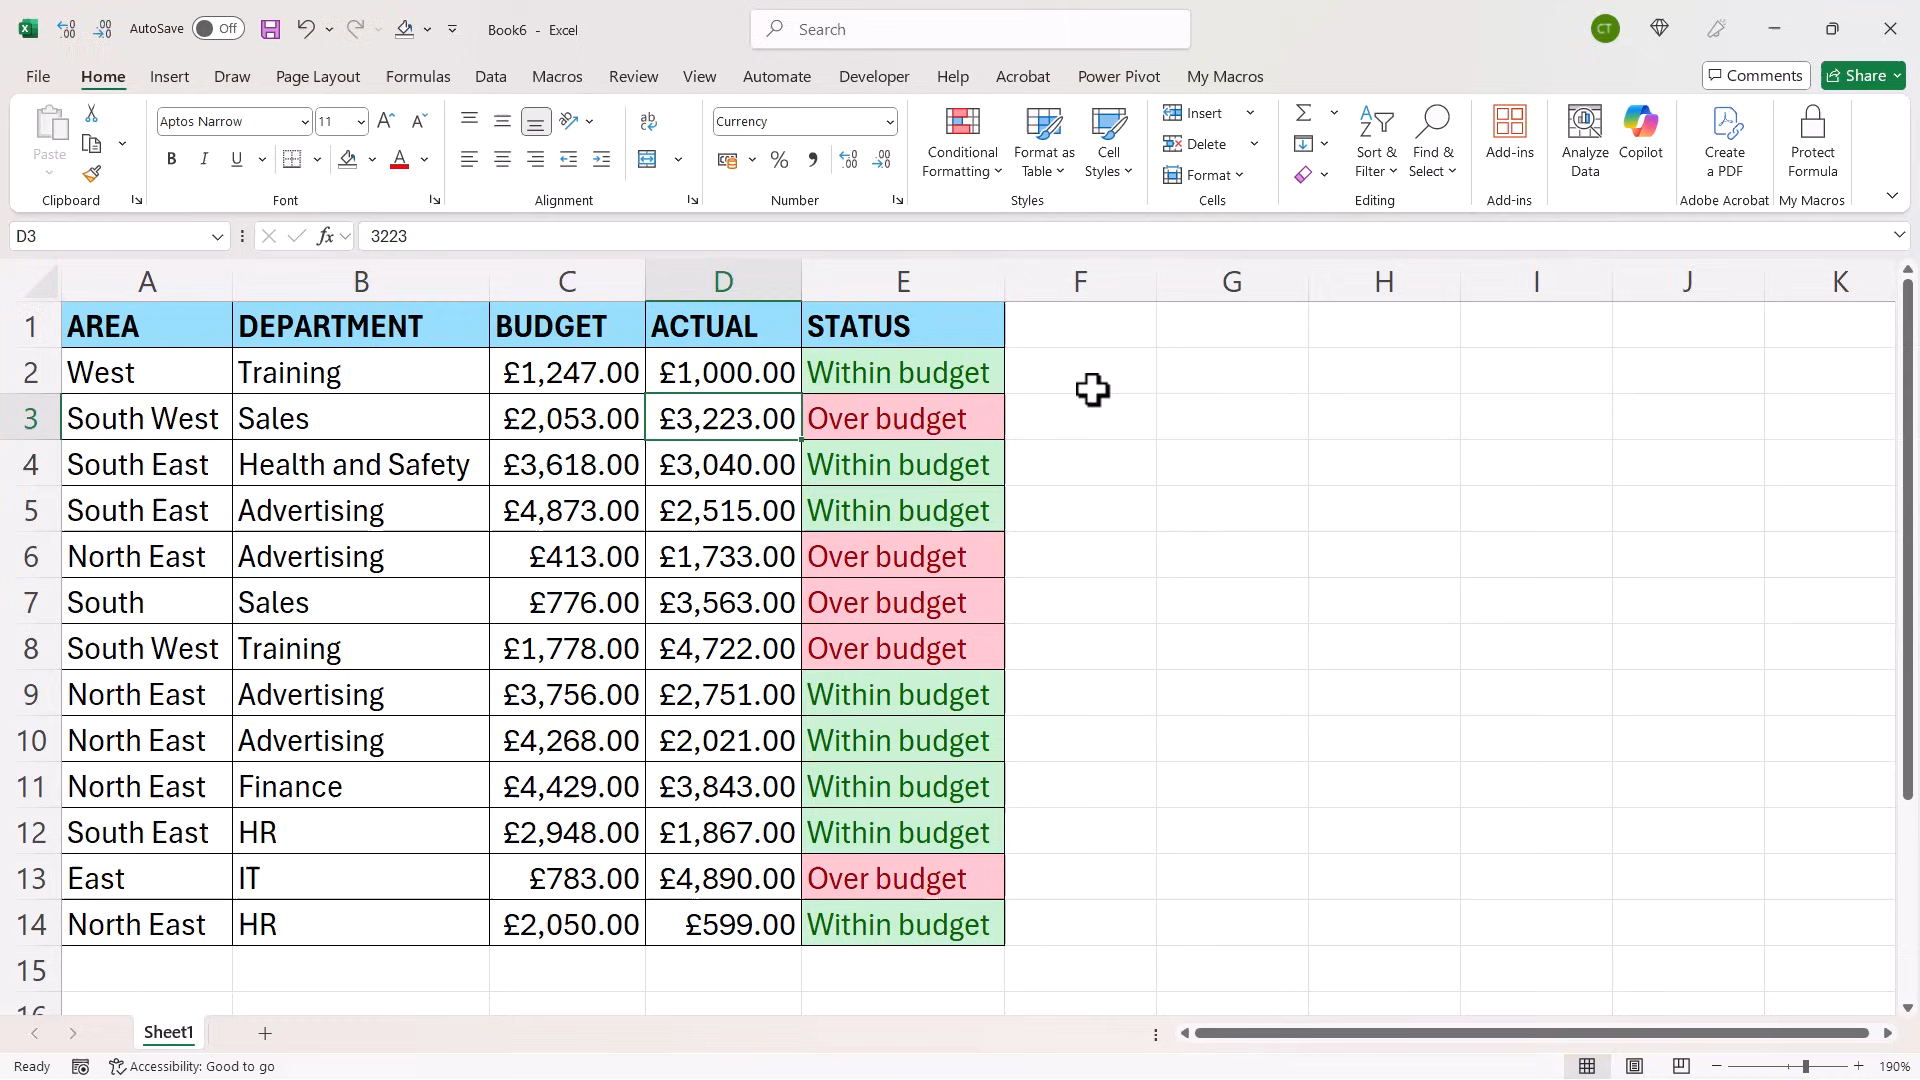 AutoSave Off Book6 - Excel Search CT
File Home Insert Draw Page Layout Formulas Data Macros Review View Automate Developer Help Acrobat Power Pivot My Macros Comments Share
Paste
Clipboard
Aptos Narrow 11
B I U A
Font
ab
Alignment
Currency
% ,
Number
Conditional Formatting
Format as Table
Cell Styles
Styles
Insert
Delete
Format
Cells
Sort & Filter
Find & Select
Editing
Add-ins
Add-ins
Analyze Data
Copilot
Create a PDF
Adobe Acrobat
Protect Formula
My Macros
D3 fx 3223
A B C D E F G H I J K
1 AREA DEPARTMENT BUDGET ACTUAL STATUS
2 West Training £1,247.00 £1,000.00 Within budget
3 South West Sales £2,053.00 £3,223.00 Over budget
4 South East Health and Safety £3,618.00 £3,040.00 Within budget
5 South East Advertising £4,873.00 £2,515.00 Within budget
6 North East Advertising £413.00 £1,733.00 Over budget
7 South Sales £776.00 £3,563.00 Over budget
8 South West Training £1,778.00 £4,722.00 Over budget
9 North East Advertising £3,756.00 £2,751.00 Within budget
10 North East Advertising £4,268.00 £2,021.00 Within budget
11 North East Finance £4,429.00 £3,843.00 Within budget
12 South East HR £2,948.00 £1,867.00 Within budget
13 East IT £783.00 £4,890.00 Over budget
14 North East HR £2,050.00 £599.00 Within budget
15
Sheet1
Ready Accessibility: Good to go 190%